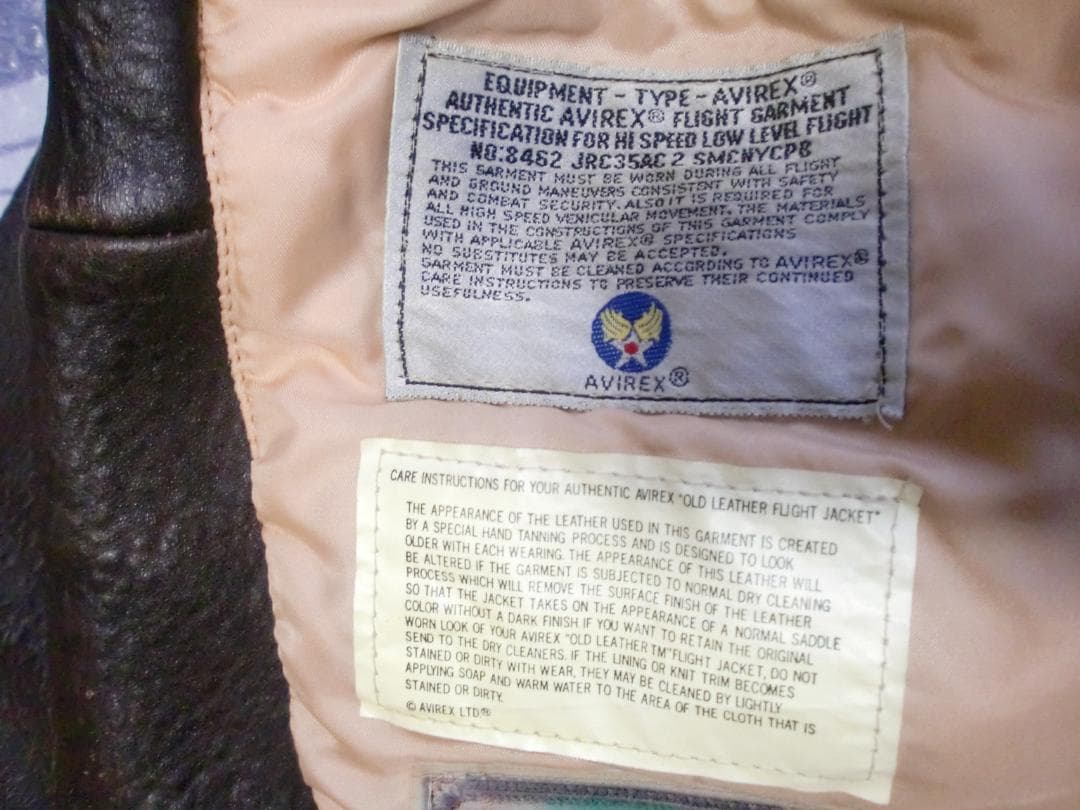 EQUIPMENT - TYPE - AVIREX®
AUTHENTIC AVIREX® FLIGHT GARMENT
SPECIFICATION FOR HI SPEED LOW LEVEL FLIGHT
NO:8462 JRC35AC 2 SMCNYCP8
THIS GARMENT MUST BE WORN DURING ALL FLIGHT
AND GROUND MANEUVERS CONSISTENT WITH SAFETY
AND COMBAT SECURITY. ALSO IT IS REQUIRED FOR
ALL HIGH SPEED VENICULAR MOVEMENT. THE MATERIALS
USED IN THE CONSTRUCTIONS OF THIS GARMENT COMPLY
WITH APPLICABLE AVIREX® SPECIFICATIONS
NO SUBSTITUTES MAY BE ACCEPTED.
GARMENT MUST BE CLEANED ACCORDING TO AVIREX®
CARE INSTRUCTIONS TO PRESERVE THEIR CONTINUED
USEFULNESS.
AVIREX®
CARE INSTRUCTIONS FOR YOUR AUTHENTIC AVIREX "OLD LEATHER FLIGHT JACKET"
THE APPEARANCE OF THE LEATHER USED IN THIS GARMENT IS CREATED
BY A SPECIAL HAND TANNING PROCESS AND IS DESIGNED TO LOOK
OLDER WITH EACH WEARING. THE APPEARANCE OF THIS LEATHER WILL
BE ALTERED IF THE GARMENT IS SUBJECTED TO NORMAL DRY CLEANING
PROCESS WHICH WILL REMOVE THE SURFACE FINISH OF THE LEATHER
SO THAT THE JACKET TAKES ON THE APPEARANCE OF A NORMAL SADDLE
COLOR WITHOUT A DARK FINISH IF YOU WANT TO RETAIN THE ORIGINAL
WORN LOOK OF YOUR AVIREX "OLD LEATHER TM"FLIGHT JACKET, DO NOT
SEND TO THE DRY CLEANERS. IF THE LINING OR KNIT TRIM BECOMES
STAINED OR DIRTY WITH WEAR, THEY MAY BE CLEANED BY LIGHTLY
APPLYING SOAP AND WARM WATER TO THE AREA OF THE CLOTH THAT IS
STAINED OR DIRTY.
© AVIREX LTD®